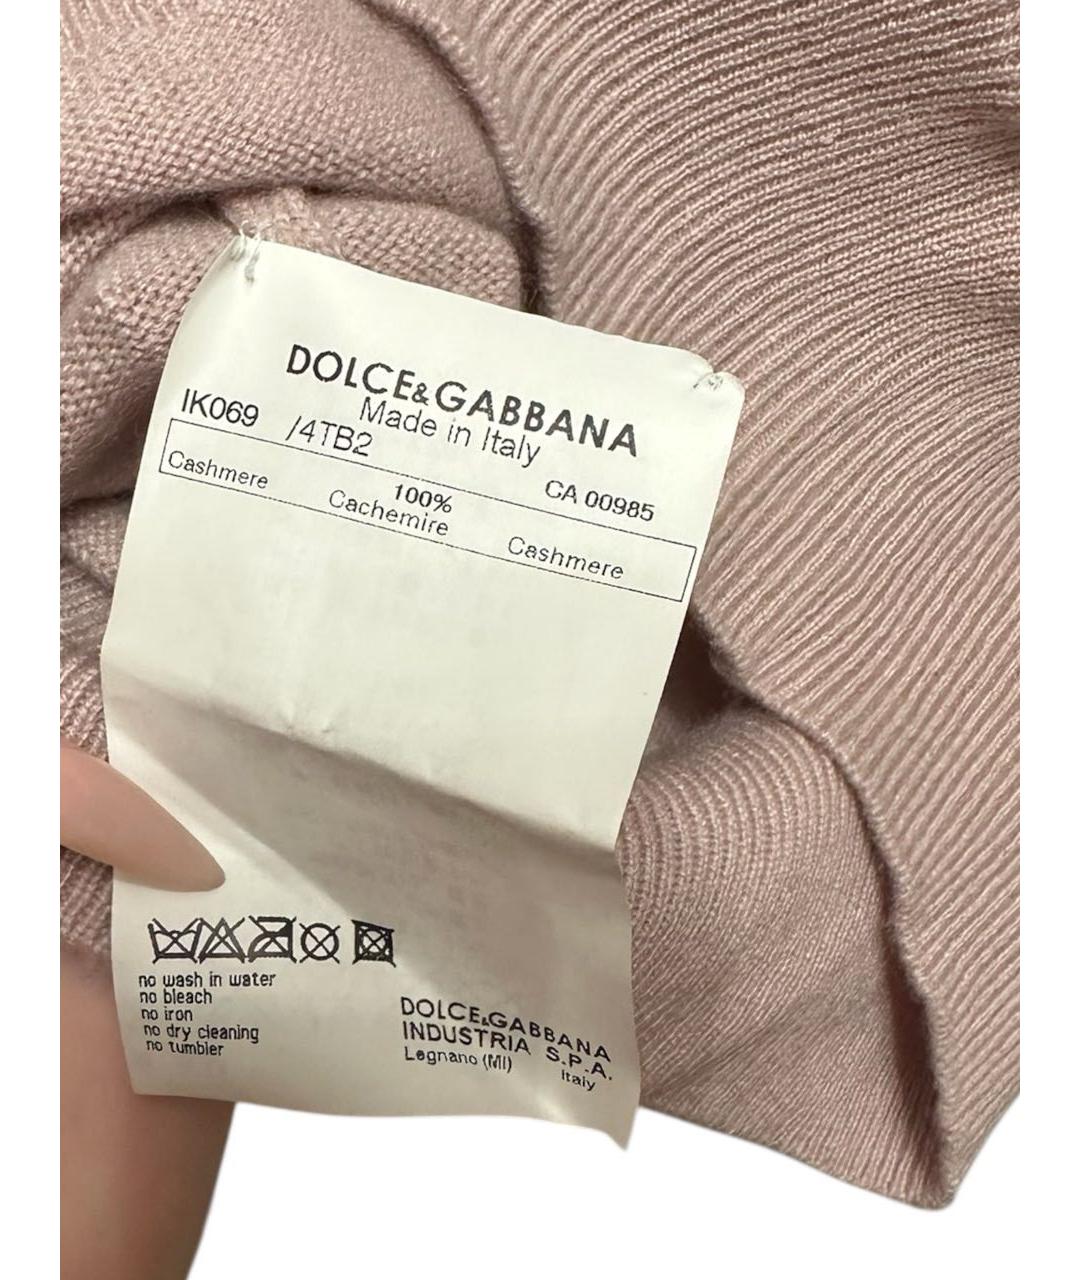 DOLCE&GABBANA
Made in Italy
IK069 /4TB2 CA 00985
100%
Cashmere Cachemire Cashmere
no wash in water
no bleach
no iron
no dry cleaning
no tumbler
DOLCE&GABBANA
INDUSTRIA S.P.A.
Legnano (MI)
Italy